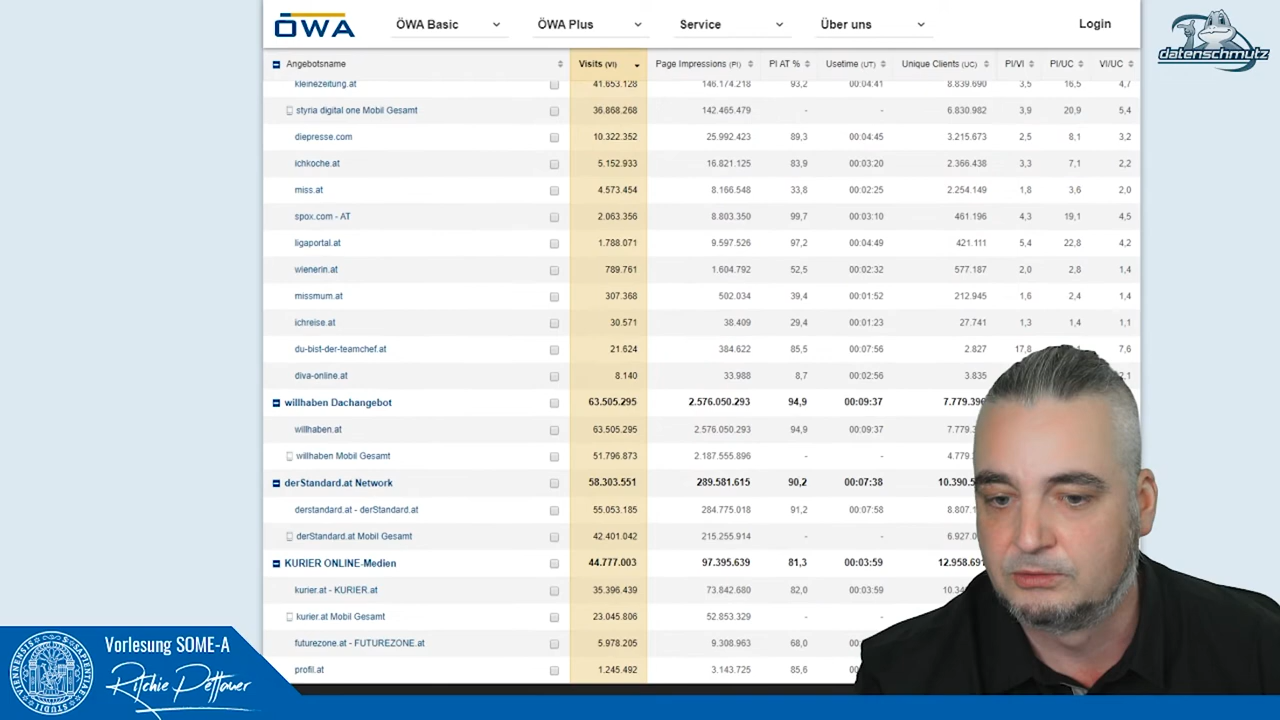 ÖWA ÖWA Basic ÖWA Plus Service Über uns Login
datenschmutz
Angebotsname Visits (VI) Page Impressions (PI) PI AT % Usetime (UT) Unique Clients (UC) PI/VI PI/UC VI/UC
kleinezeitung.at 41.653.128 146.174.218 93,2 00:04:41 8.839.690 3,5 16,5 4,7
styria digital one Mobil Gesamt 36.868.268 142.465.479 - - 6.830.982 3,9 20,9 5,4
diepresse.com 10.322.352 25.992.423 89,3 00:04:45 3.215.673 2,5 8,1 3,2
ichkoche.at 5.152.933 16.821.125 83,9 00:03:20 2.366.438 3,3 7,1 2,2
miss.at 4.573.454 8.166.548 33,8 00:02:25 2.254.149 1,8 3,6 2,0
spox.com - AT 2.063.356 8.803.350 99,7 00:03:10 461.196 4,3 19,1 4,5
ligaportal.at 1.788.071 9.597.526 97,2 00:04:49 421.111 5,4 22,8 4,2
wienerin.at 789.761 1.604.792 52,5 00:02:32 577.187 2,0 2,8 1,4
missmum.at 307.368 502.034 39,4 00:01:52 212.945 1,6 2,4 1,4
ichreise.at 30.571 38.409 29,4 00:01:23 27.741 1,3 1,4 1,1
du-bist-der-teamchef.at 21.624 384.622 85,5 00:07:56 2.827 17,8 7,6
diva-online.at 8.140 33.988 8,7 00:02:56 3.835
willhaben Dachangebot 63.505.295 2.576.050.293 94,9 00:09:37
willhaben.at 63.505.295 2.576.050.293 94,9 00:09:37
willhaben Mobil Gesamt 51.796.873 2.187.555.896 - -
derStandard.at Network 58.303.551 289.581.615 90,2 00:07:38
derstandard.at - derStandard.at 55.053.185 284.775.018 91,2 00:07:58
derStandard.at Mobil Gesamt 42.401.042 215.255.914 - -
KURIER ONLINE-Medien 44.777.003 97.395.639 81,3 00:03:59
kurier.at - KURIER.at 35.396.439 73.842.680 82,0 00:03:59
kurier.at Mobil Gesamt 23.045.806 52.853.329 -
futurezone.at - FUTUREZONE.at 5.978.205 9.308.963 68,0
profil.at 1.245.492 3.143.725 85,6
Vorlesung SOME-A
Ritchie Pettauer